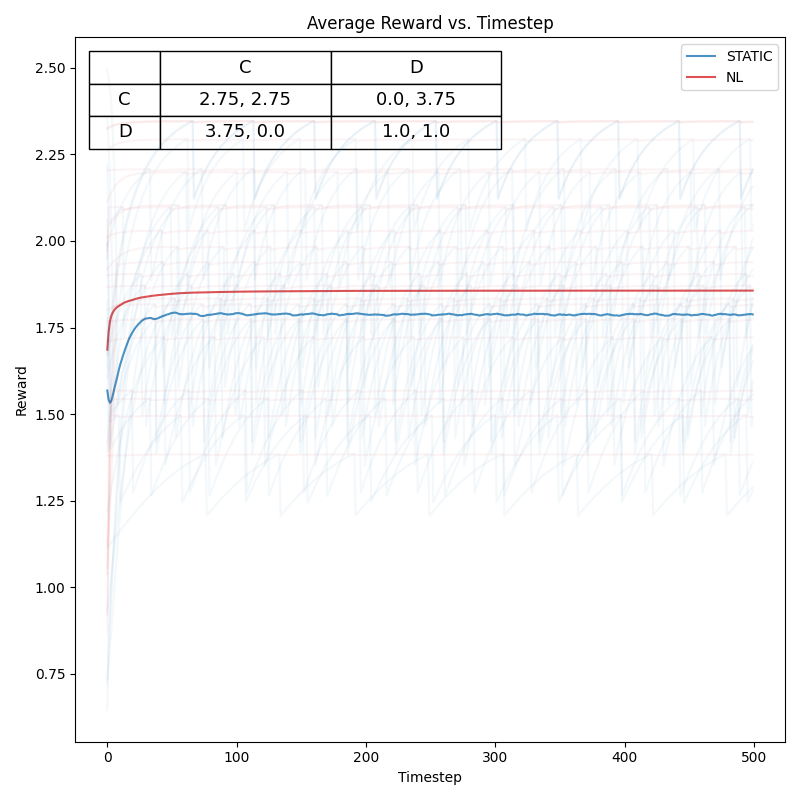 Average Reward vs. Timestep
C D
C 2.75, 2.75 0.0, 3.75
D 3.75, 0.0 1.0, 1.0
STATIC
NL
2.50
2.25
2.00
1.75
1.50
1.25
1.00
0.75
Reward
0 100 200 300 400 500
Timestep